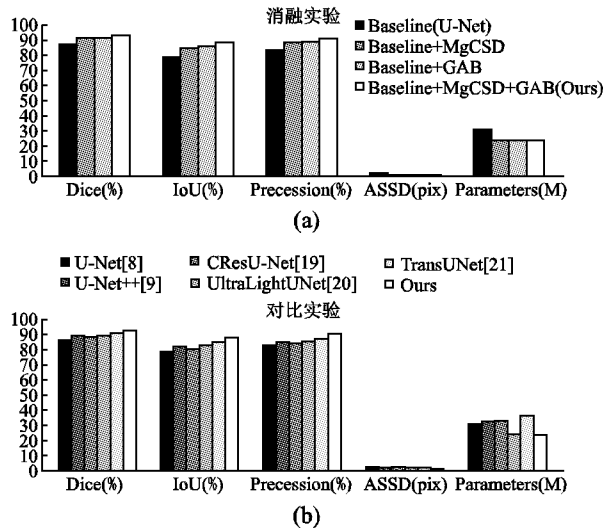 消融实验
100
90
80
70
60
50
40
30
20
10
0
Baseline(U-Net)
Baseline+MgCSD
Baseline+GAB
Baseline+MgCSD+GAB(Ours)
Dice(%) IoU(%) Precession(%) ASSD(pix) Parameters(M)
(a)
U-Net[8] CResU-Net[19] TransUNet[21]
U-Net++[9] UltraLightUNet[20] Ours
对比实验
100
90
80
70
60
50
40
30
20
10
0
Dice(%) IoU(%) Precession(%) ASSD(pix) Parameters(M)
(b)